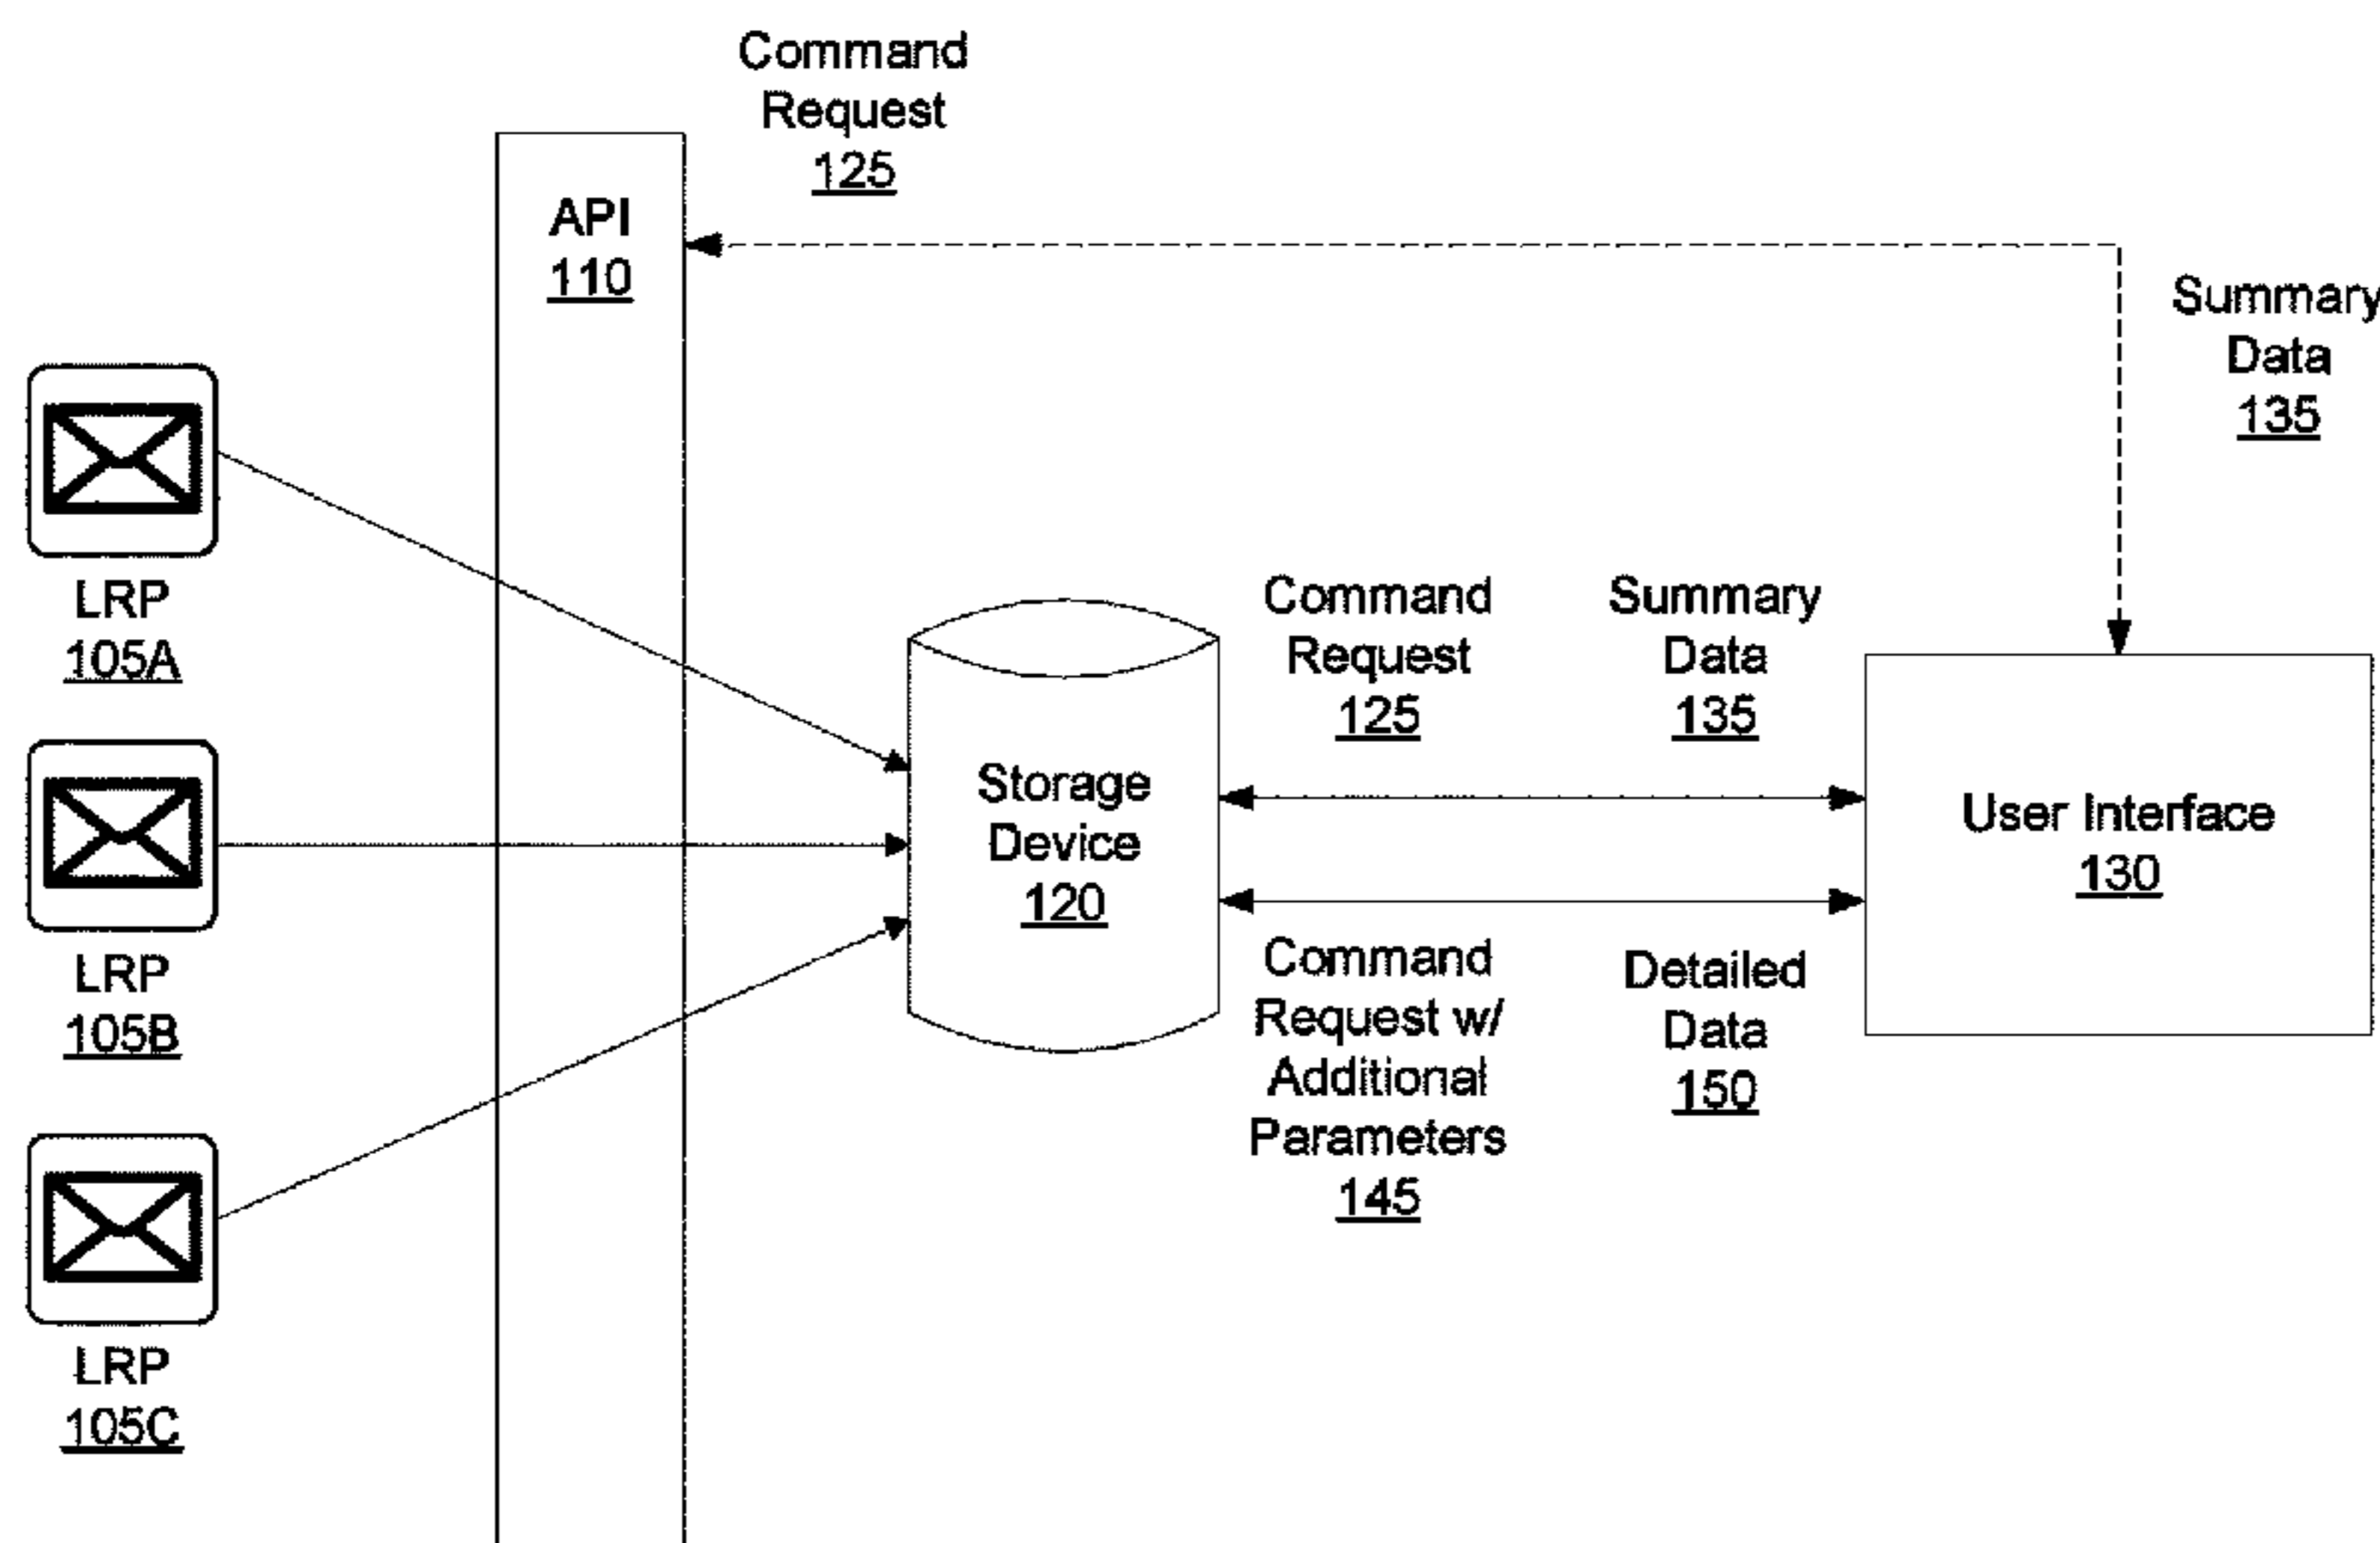 Command
Request
125
API
110
Summary
Data
135
LRP
105A
Command
Request
125
Summary
Data
135
Storage
Device
120
User Interface
130
LRP
105B
Command
Request w/
Additional
Parameters
145
Detailed
Data
150
LRP
105C